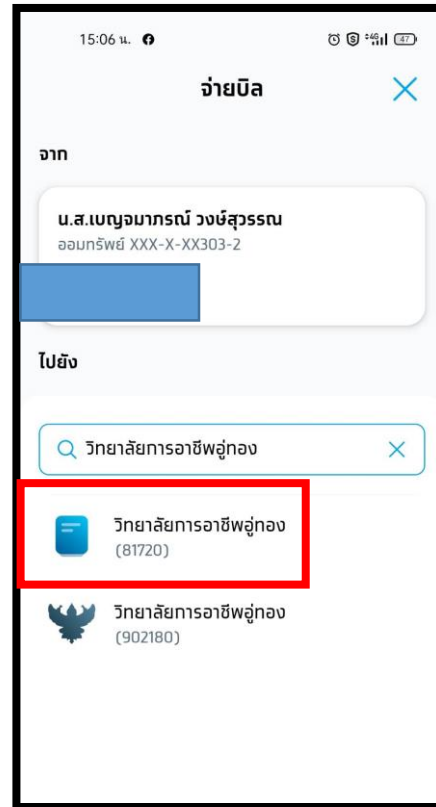 15:06 น.
4G 47
จ่ายบิล
จาก
น.ส.เบญจมาภรณ์ วงษ์สุวรรณ
ออมทรัพย์ XXX-X-XX303-2
ไปยัง
วิทยาลัยการอาชีพอู่ทอง
วิทยาลัยการอาชีพอู่ทอง
(81720)
วิทยาลัยการอาชีพอู่ทอง
(902180)